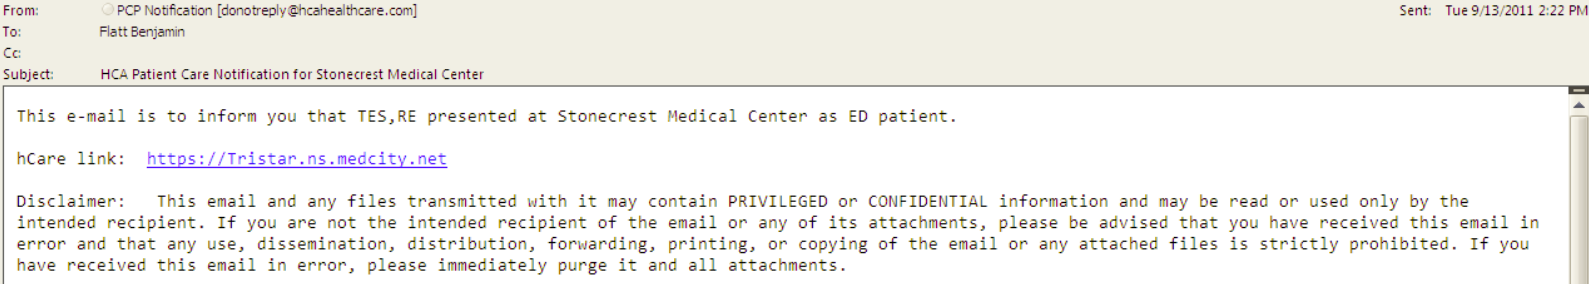 From: PCP Notification [donotreply@hcahealthcare.com] Sent: Tue 9/13/2011 2:22 PM
To: Flatt Benjamin
Cc:
Subject: HCA Patient Care Notification for Stonecrest Medical Center
This e-mail is to inform you that TES,RE presented at Stonecrest Medical Center as ED patient.
hCare link: https://Tristar.ns.medcity.net
Disclaimer: This email and any files transmitted with it may contain PRIVILEGED or CONFIDENTIAL information and may be read or used only by the
intended recipient. If you are not the intended recipient of the email or any of its attachments, please be advised that you have received this email in
error and that any use, dissemination, distribution, forwarding, printing, or copying of the email or any attached files is strictly prohibited. If you
have received this email in error, please immediately purge it and all attachments.